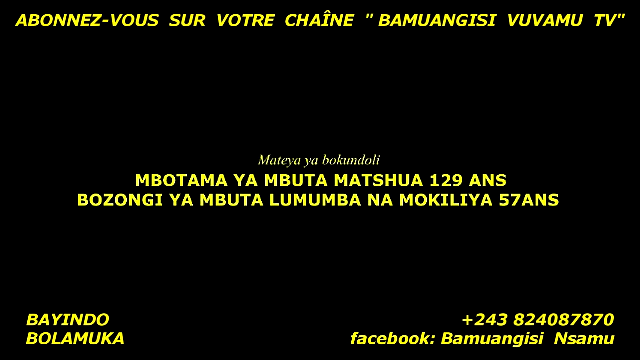 ABONNEZ-VOUS SUR VOTRE CHAÎNE " BAMUANGISI VUVAMU TV"
Mateya ya bokundoli
MBOTAMA YA MBUTA MATSHUA 129 ANS
BOZONGI YA MBUTA LUMUMBA NA MOKILIYA 57ANS
BAYINDO
BOLAMUKA
+243 824087870
facebook: Bamuangisi Nsamu